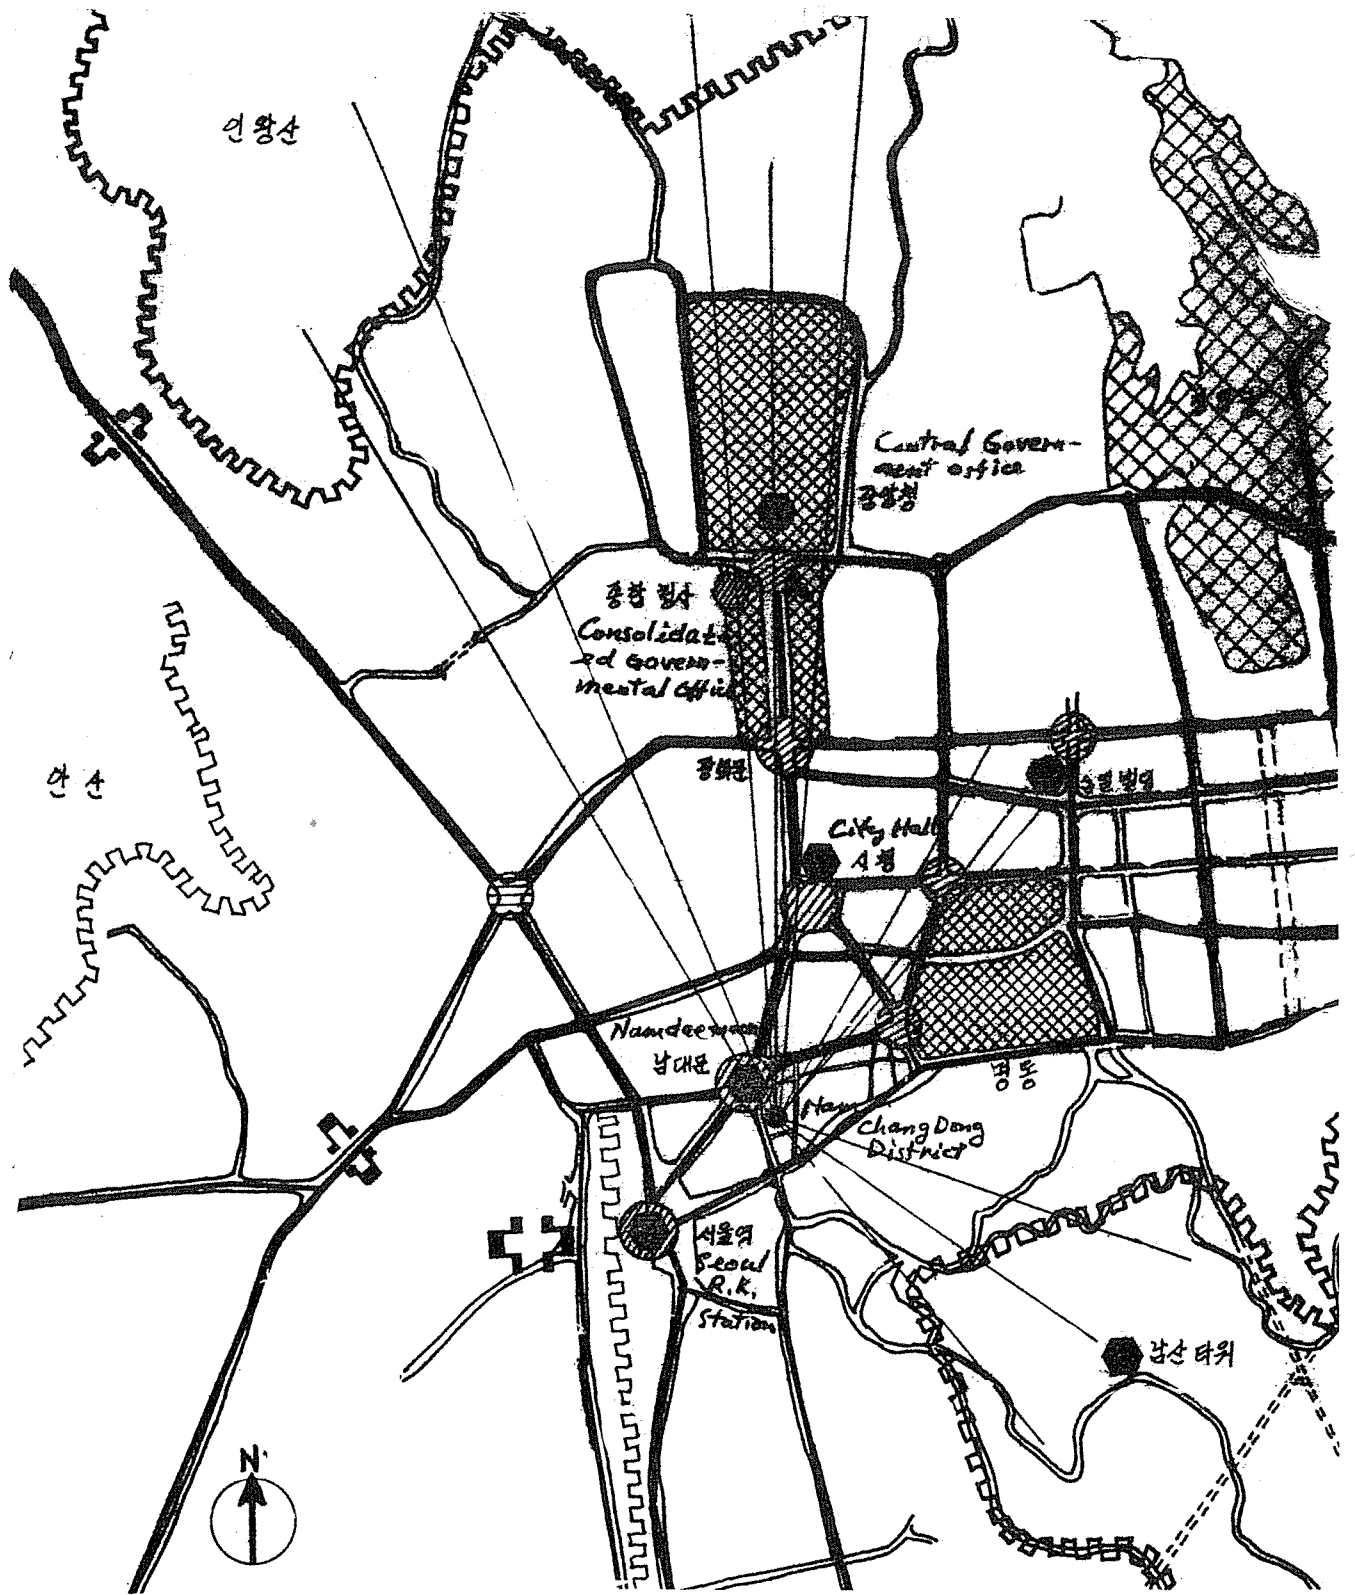 인왕산
Central Govern-
ment office
중앙청
종합 청사
Consolidat
ed Govern-
mental office
안산
광화문
City Hall
시청
Namdaemoon
남대문
명동
Nam
Chang Dong
District
서울역
Seoul
R.K.
Station
남산타워
N